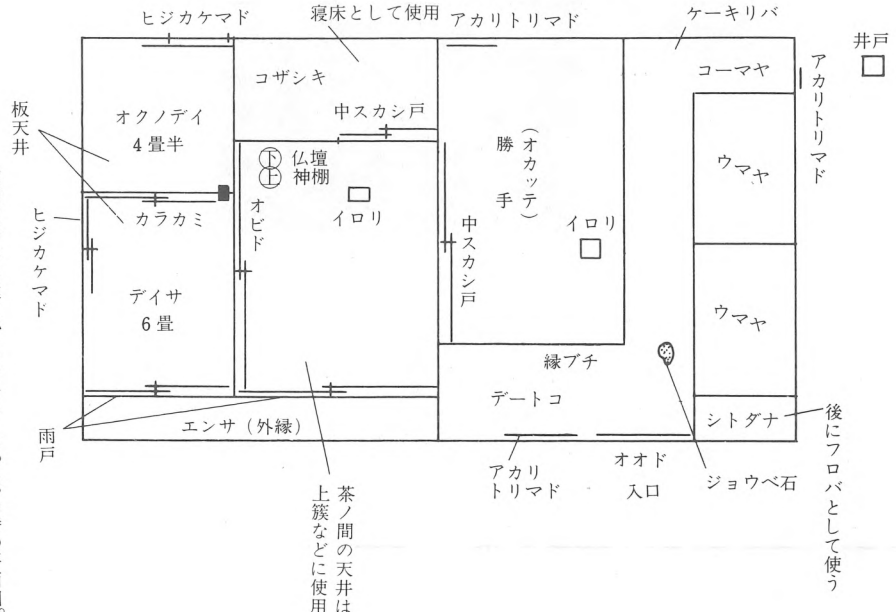 ヒジカケマド
寝床として使用
アカリトリマド
ケーキリバ
井戸
アカリトリマド
コーマヤ
コザシキ
板天井
オクノデイ
4畳半
中スカシ戸
(オカッテ)
勝手
ウマヤ
下 仏壇
上 神棚
イロリ
オビド
カラカミ
ヒジカケマド
中スカシ戸
イロリ
デイサ
6畳
ウマヤ
縁ブチ
デートコ
シトダナ
後にフロバとして使う
雨戸
エンサ(外縁)
アカリ
トリマド
オオド
入口
ジョウベ石
茶ノ間の天井は
上簇などに使用